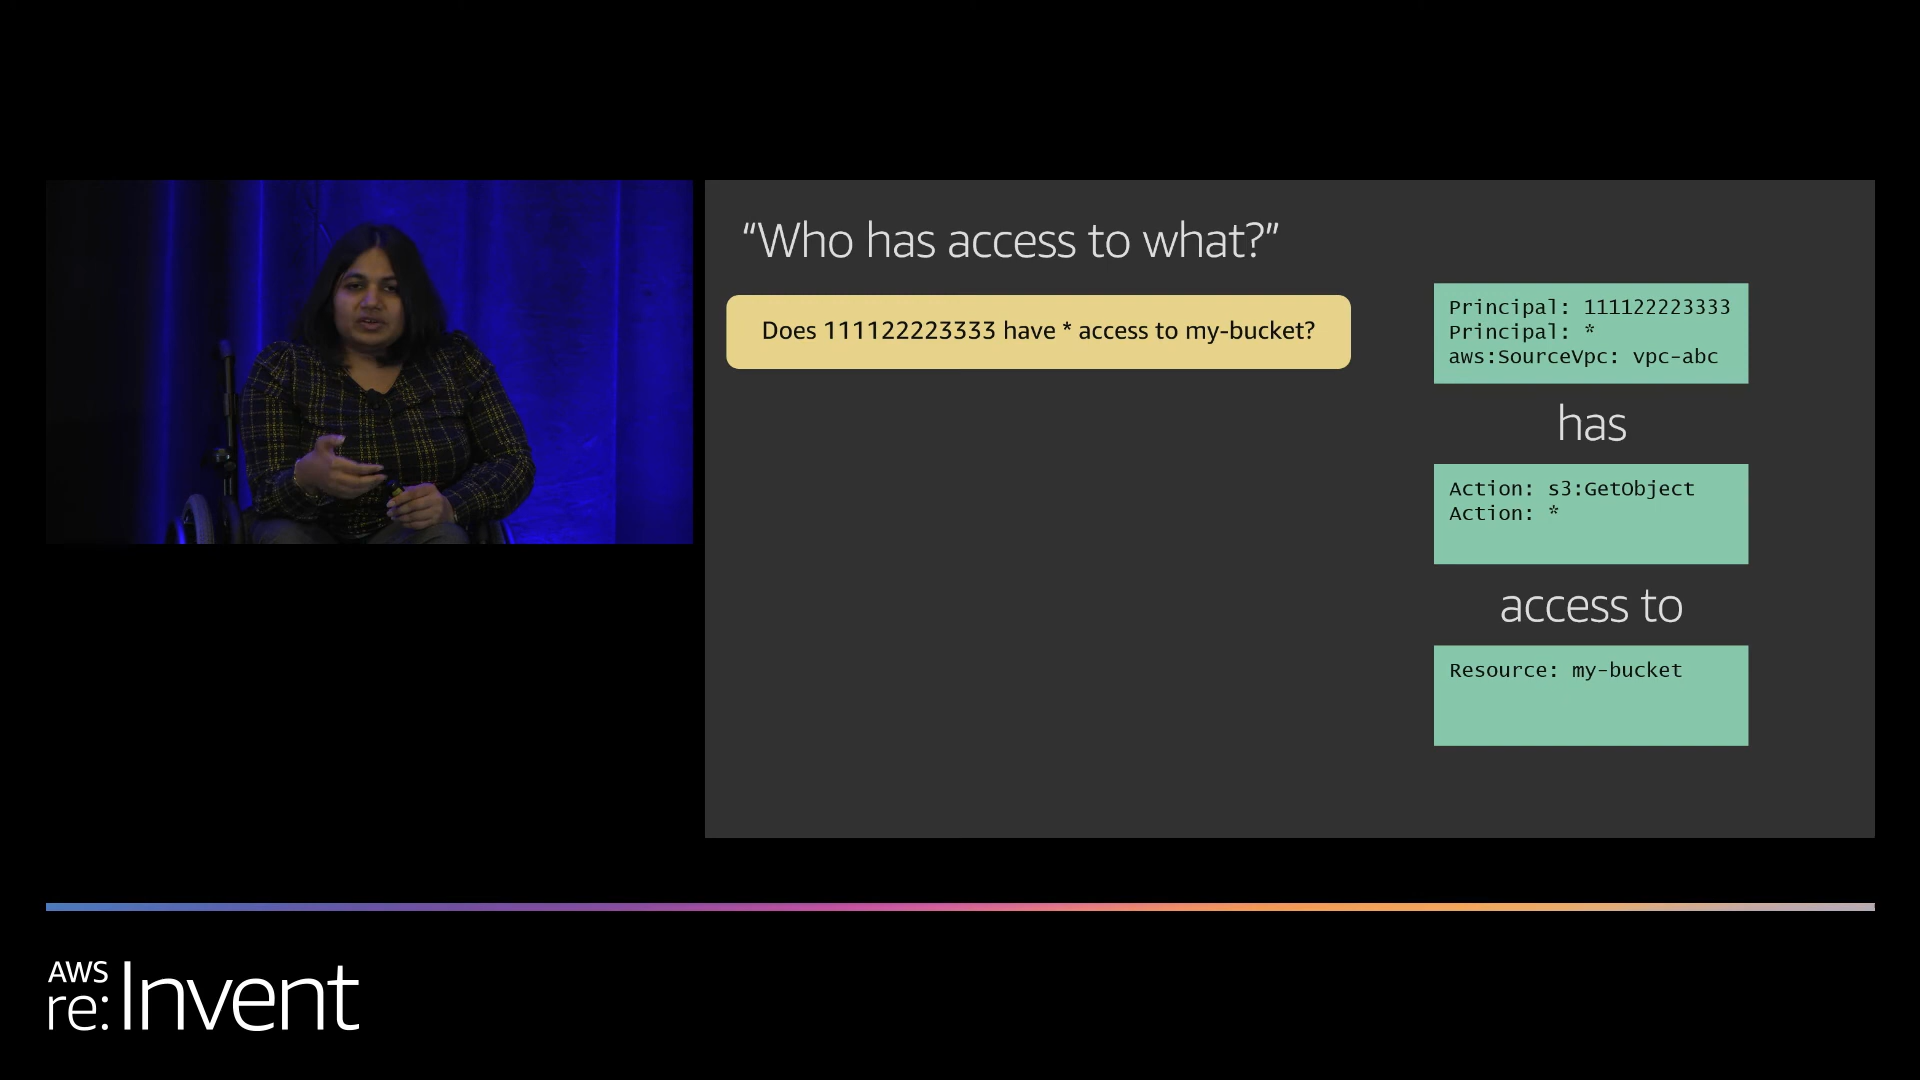 “Who has access to what?”
Does 111122223333 have * access to my-bucket?
Principal: 111122223333
Principal: *
aws:SourceVpc: vpc-abc
has
Action: s3:GetObject
Action: *
access to
Resource: my-bucket
AWS
re:Invent